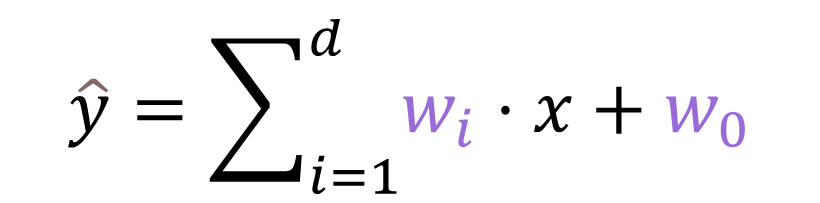 ŷ = ∑_{i=1}^{d} w_i · x + w_0